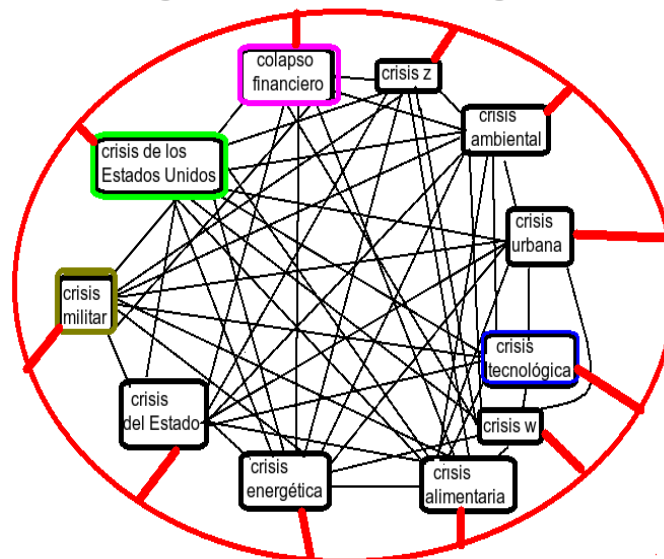 colapso
financiero
crisis z
crisis
ambiental
crisis de los
Estados Unidos
crisis
urbana
crisis
militar
crisis
tecnológica
crisis
del Estado
crisis w
crisis
energética
crisis
alimentaria